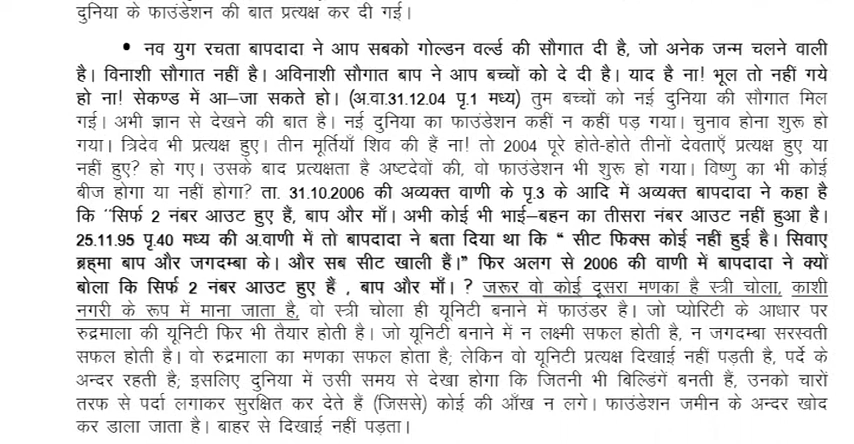 दुनिया के फाउंडेशन की बात प्रत्यक्ष कर दी गई।
• नव युग रचता बापदादा ने आप सबको गोल्डन वर्ल्ड की सौगात दी है, जो अनेक जन्म चलने वाली
है। विनाशी सौगात नहीं है। अविनाशी सौगात बाप ने आप बच्चों को दे दी है। याद है ना! भूल तो नहीं गये
हो ना! सेकण्ड में आ–जा सकते हो। (अ.वा.31.12.04 पृ.1 मध्य) तुम बच्चों को नई दुनिया की सौगात मिल
गई। अभी ज्ञान से देखने की बात है। नई दुनिया का फाउंडेशन कहीं न कहीं पड़ गया। चुनाव होना शुरू हो
गया। त्रिदेव भी प्रत्यक्ष हुए। तीन मूर्तियाँ शिव की हैं ना! तो 2004 पूरे होते-होते तीनों देवताएँ प्रत्यक्ष हुए या
नहीं हुए? हो गए। उसके बाद प्रत्यक्षता है अष्टदेवों की, वो फाउंडेशन भी शुरू हो गया। विष्णु का भी कोई
बीज होगा या नहीं होगा? ता. 31.10.2006 की अव्यक्त वाणी के पृ.3 के आदि में अव्यक्त बापदादा ने कहा है
कि “सिर्फ 2 नंबर आउट हुए हैं, बाप और माँ। अभी कोई भी भाई–बहन का तीसरा नंबर आउट नहीं हुआ है।
25.11.95 पृ.40 मध्य की अ.वाणी में तो बापदादा ने बता दिया था कि “ सीट फिक्स कोई नहीं हुई है। सिवाए
ब्रह्मा बाप और जगदम्बा के। और सब सीट खाली हैं।” फिर अलग से 2006 की वाणी में बापदादा ने क्यों
बोला कि सिर्फ 2 नंबर आउट हुए हैं , बाप और माँ। ? जरूर वो कोई दूसरा मणका है स्त्री चोला, काशी
नगरी के रूप में माना जाता है, वो स्त्री चोला ही यूनिटी बनाने में फाउंडर है। जो प्योरिटी के आधार पर
रुद्रमाला की यूनिटी फिर भी तैयार होती है। जो यूनिटी बनाने में न लक्ष्मी सफल होती है, न जगदम्बा सरस्वती
सफल होती है। वो रुद्रमाला का मणका सफल होता है; लेकिन वो यूनिटी प्रत्यक्ष दिखाई नहीं पड़ती है, पर्दे के
अन्दर रहती है; इसलिए दुनिया में उसी समय से देखा होगा कि जितनी भी बिल्डिंगें बनती हैं, उनको चारों
तरफ से पर्दा लगाकर सुरक्षित कर देते हैं (जिससे) कोई की आँख न लगे। फाउंडेशन जमीन के अन्दर खोद
कर डाला जाता है। बाहर से दिखाई नहीं पड़ता।